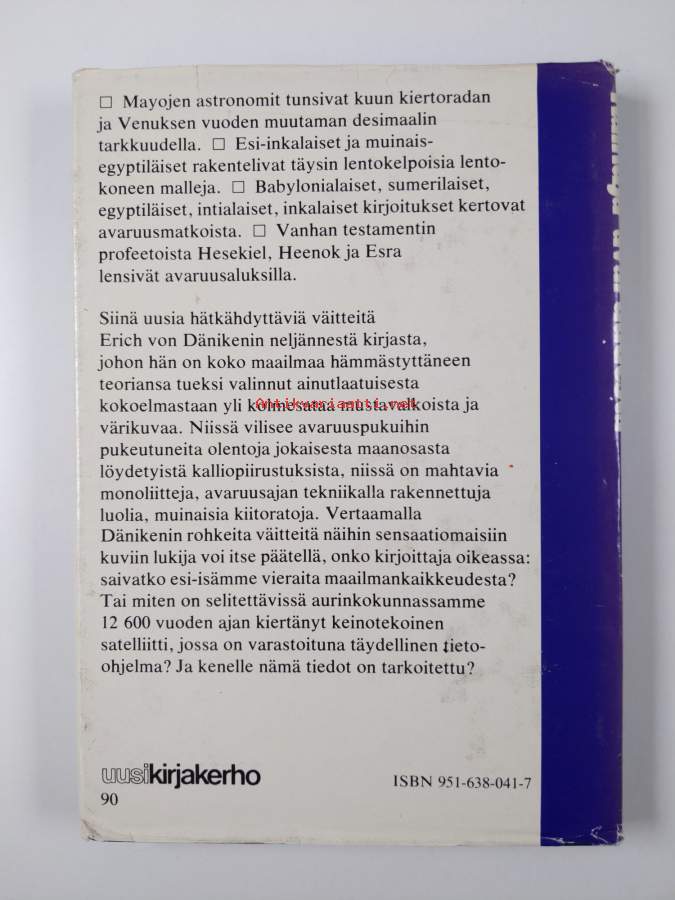 □ Mayojen astronomit tunsivat kuun kiertoradan
ja Venuksen vuoden muutaman desimaalin
tarkkuudella. □ Esi-inkalaiset ja muinais-
egyptiläiset rakentelivat täysin lentokelpoisia lento-
koneen malleja. □ Babylonialaiset, sumerilaiset,
egyptiläiset, intialaiset, inkalaiset kirjoitukset kertovat
avaruusmatkoista. □ Vanhan testamentin
profeetoista Hesekiel, Heenok ja Esra
lensivät avaruusaluksilla.
Siinä uusia hätkähdyttäviä väitteitä
Erich von Dänikenin neljännestä kirjasta,
johon hän on koko maailmaa hämmästyttäneen
teoriansa tueksi valinnut ainutlaatuisesta
kokoelmastaan yli kolmesataa mustavalkoista ja
värikuvaa. Niissä vilisee avaruuspukuihin
pukeutuneita olentoja jokaisesta maanosasta
löydetyistä kalliopiirustuksista, niissä on mahtavia
monoliitteja, avaruusajan tekniikalla rakennettuja
luolia, muinaisia kiitoratoja. Vertaamalla
Dänikenin rohkeita väitteitä näihin sensaatiomaisiin
kuviin lukija voi itse päätellä, onko kirjoittaja oikeassa:
saivatko esi-isämme vieraita maailmankaikkeudesta?
Tai miten on selitettävissä aurinkokunnassamme
12 600 vuoden ajan kiertänyt keinotekoinen
satelliitti, jossa on varastoituna täydellinen tieto-
ohjelma? Ja kenelle nämä tiedot on tarkoitettu?
uusikirjakerho
90
ISBN 951-638-041-7
Antikvariaatti.net